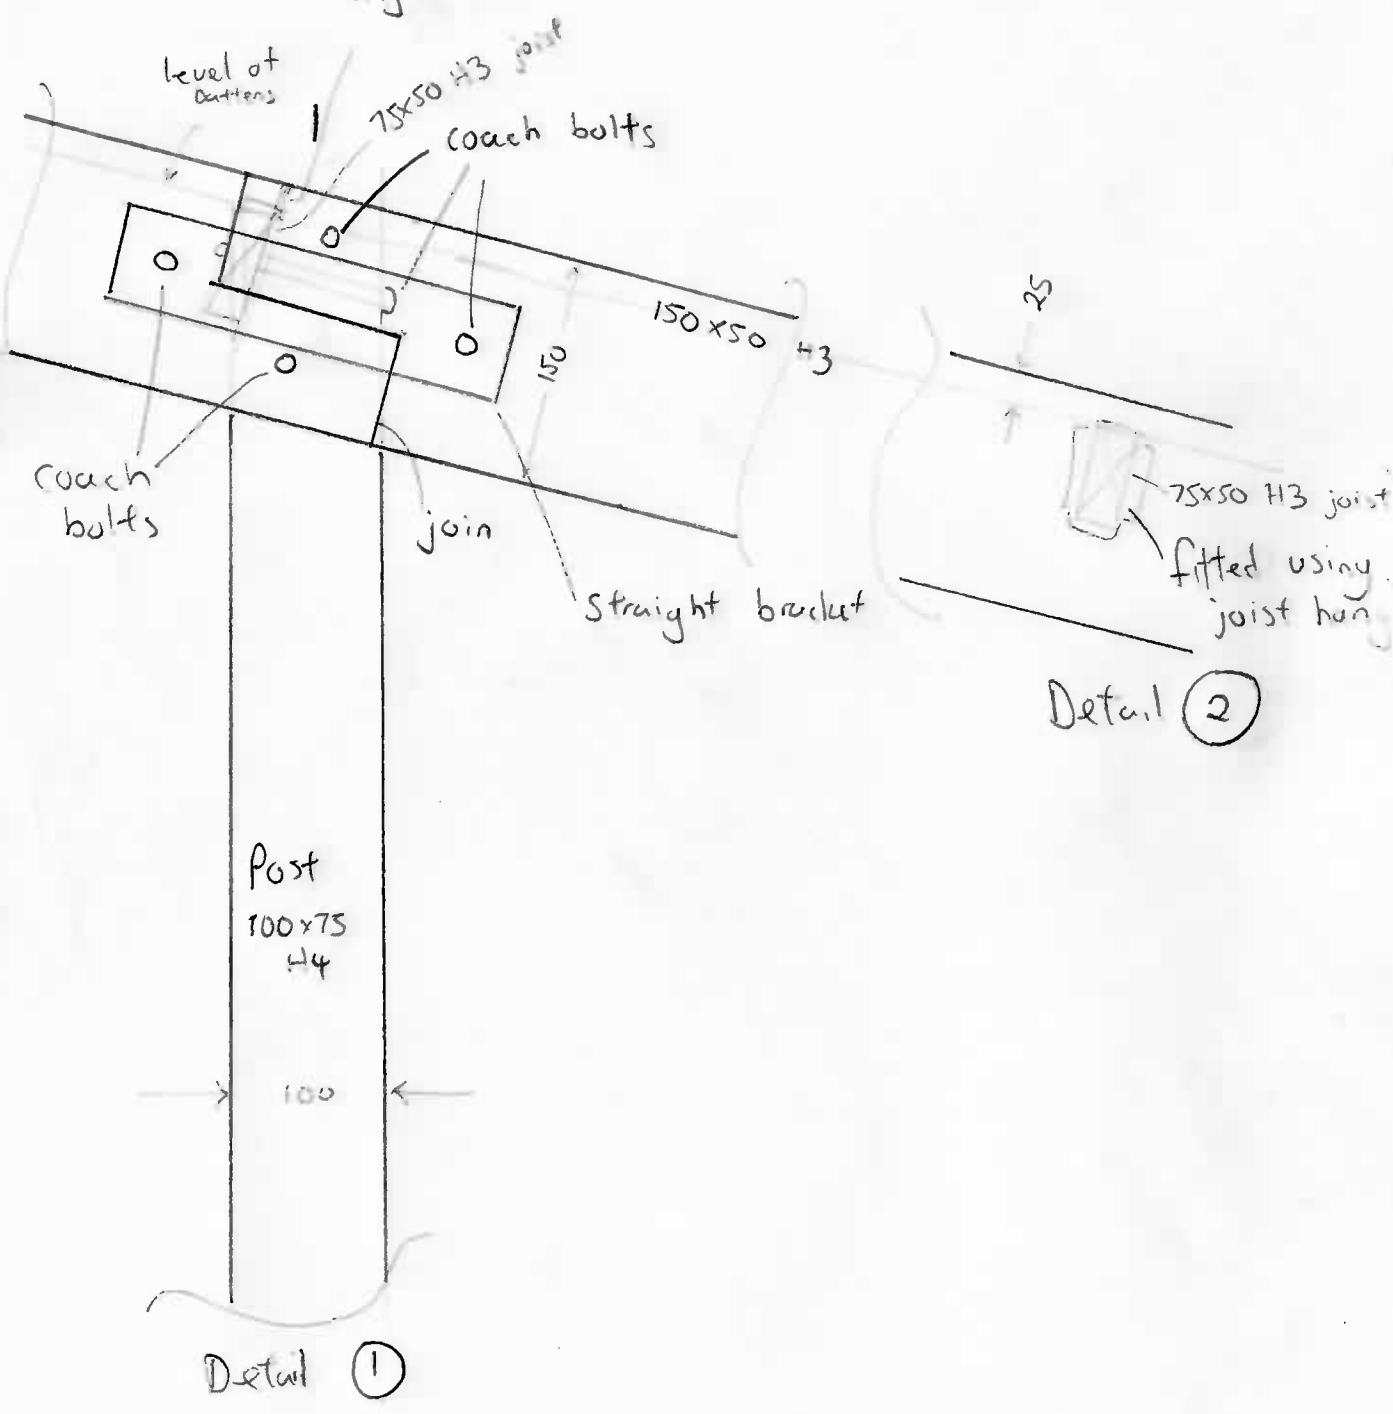 level of
battens
75x50 H3 joist
coach bolts
25
150x50 H3
150
coach
bolts
join
Straight bracket
75x50 H3 joist
fitted using
joist hang
Detail 2
Post
100x75
H4
100
Detail 1